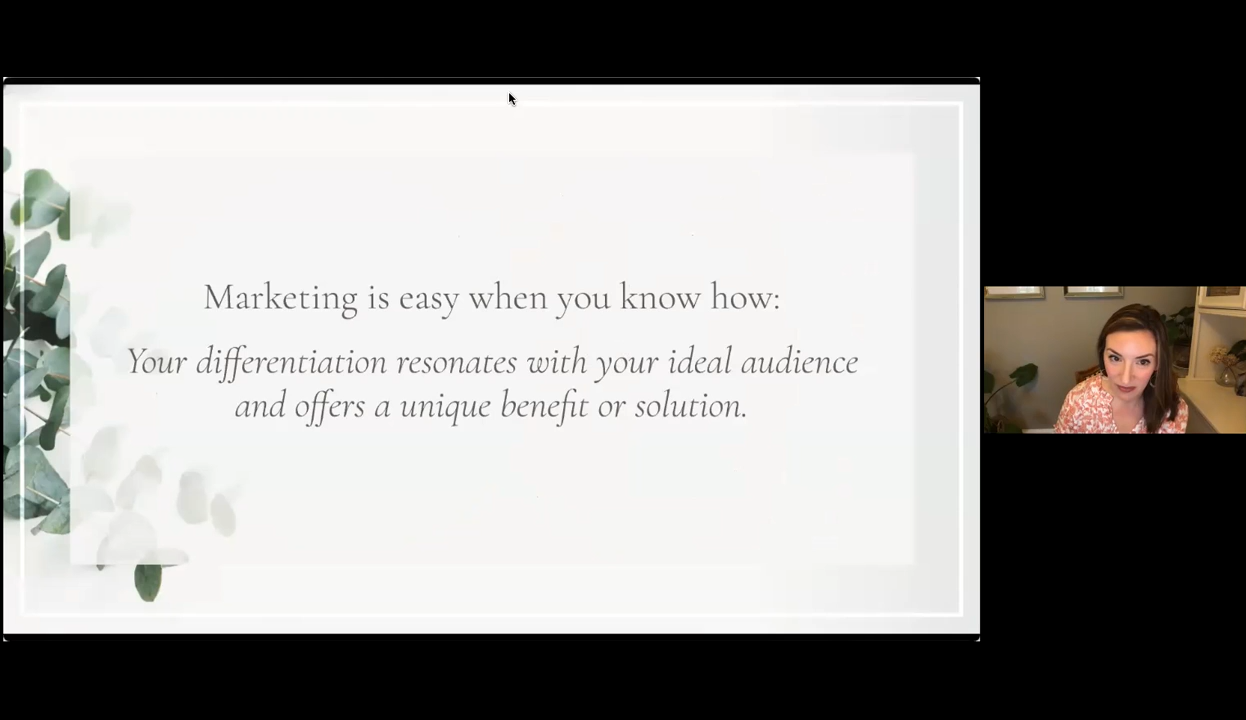 Marketing is easy when you know how:
Your differentiation resonates with your ideal audience
and offers a unique benefit or solution.